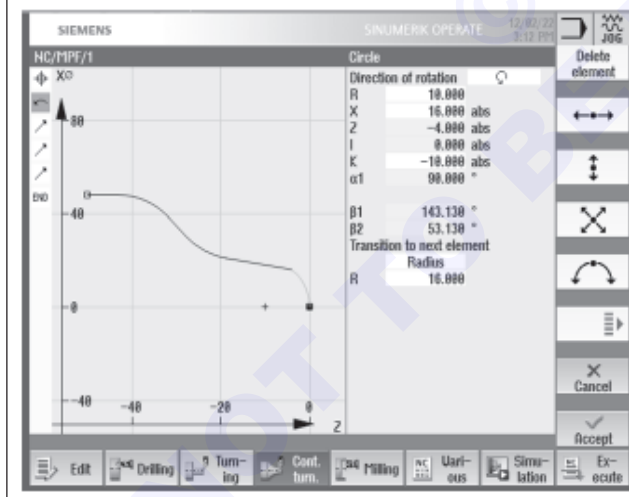 SIEMENS
SINUMERIK OPERATE
12/02/22
3:12 PM
JOG
NC/MPF/1
Circle
Delete
element
X∅
80
40
0
-40
-40
-20
0
Z
END
Direction of rotation
R 10.000
X 16.000 abs
Z -4.000 abs
I 0.000 abs
K -10.000 abs
α1 90.000 °
β1 143.130 °
β2 53.130 °
Transition to next element
Radius
R 16.000
Cancel
Accept
Edit
Drilling
Turn-
ing
Cont.
turn.
Milling
Vari-
ous
Simu-
lation
Ex-
ecute